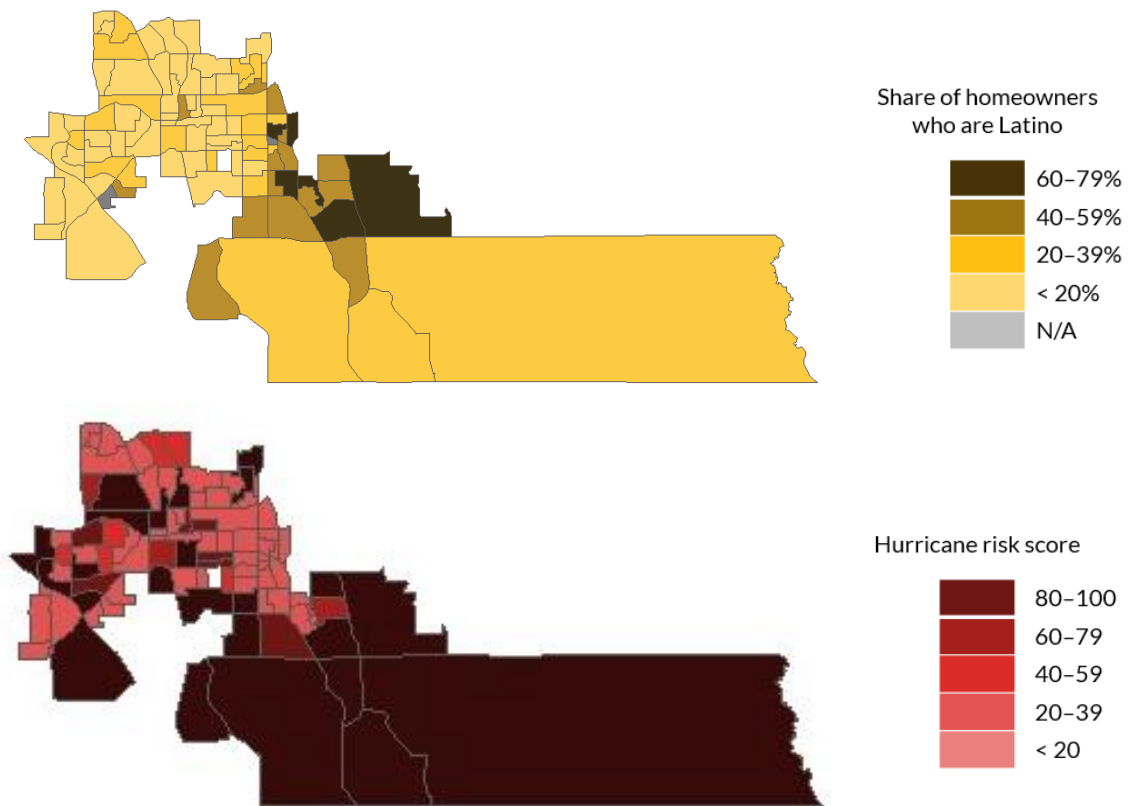 Share of homeowners
who are Latino
60–79%
40–59%
20–39%
< 20%
N/A
Hurricane risk score
80–100
60–79
40–59
20–39
< 20